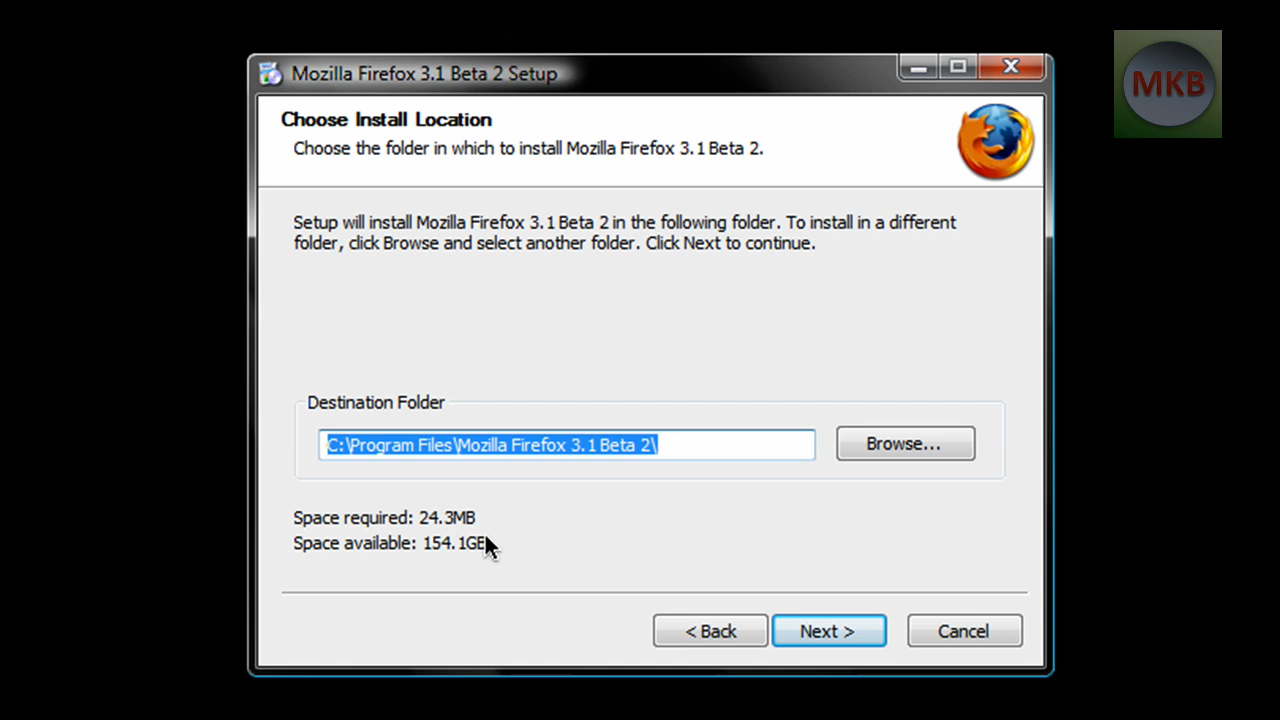 MKB
Mozilla Firefox 3.1 Beta 2 Setup
Choose Install Location
Choose the folder in which to install Mozilla Firefox 3.1 Beta 2.
Setup will install Mozilla Firefox 3.1 Beta 2 in the following folder. To install in a different
folder, click Browse and select another folder. Click Next to continue.
Destination Folder
C:\Program Files\Mozilla Firefox 3.1 Beta 2\
Browse...
Space required: 24.3MB
Space available: 154.1GB
< Back
Next >
Cancel